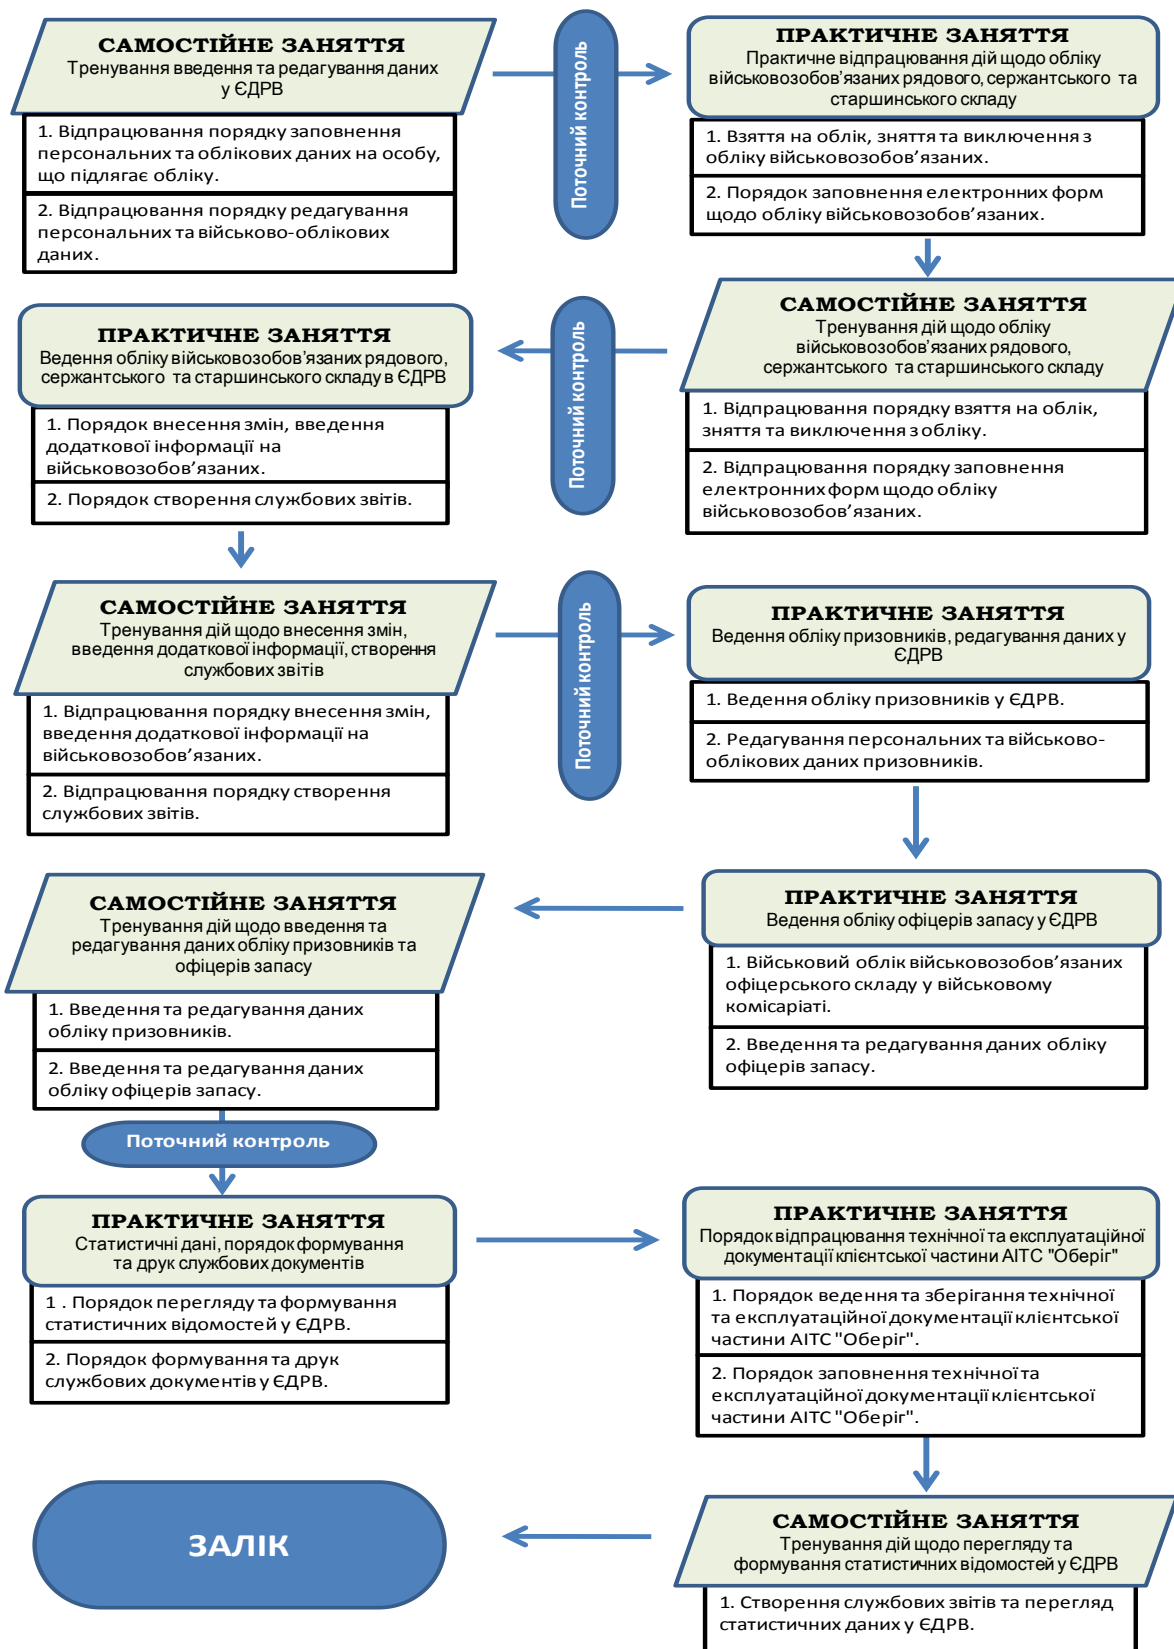 САМОСТІЙНЕ ЗАНЯТТЯ
Тренування введення та редагування даних
у ЄДРВ
1. Відпрацювання порядку заповнення
персональних та облікових даних на особу,
що підлягає обліку.
2. Відпрацювання порядку редагування
персональних та військово-облікових
даних.
Поточний контроль
ПРАКТИЧНЕ ЗАНЯТТЯ
Практичне відпрацювання дій щодо обліку
військовозобов’язаних рядового, сержантського та
старшинського складу
1. Взяття на облік, зняття та виключення з
обліку військовозобов’язаних.
2. Порядок заповнення електронних форм
щодо обліку військовозобов’язаних.
САМОСТІЙНЕ ЗАНЯТТЯ
Тренування дій щодо обліку
військовозобов’язаних рядового,
сержантського та старшинського складу
1. Відпрацювання порядку взяття на облік,
зняття та виключення з обліку.
2. Відпрацювання порядку заповнення
електронних форм щодо обліку
військовозобов’язаних.
Поточний контроль
ПРАКТИЧНЕ ЗАНЯТТЯ
Ведення обліку військовозобов’язаних рядового,
сержантського та старшинського складу в ЄДРВ
1. Порядок внесення змін, введення
додаткової інформації на
військовозобов’язаних.
2. Порядок створення службових звітів.
САМОСТІЙНЕ ЗАНЯТТЯ
Тренування дій щодо внесення змін,
введення додаткової інформації, створення
службових звітів
1. Відпрацювання порядку внесення змін,
введення додаткової інформації на
військовозобов’язаних.
2. Відпрацювання порядку створення
службових звітів.
Поточний контроль
ПРАКТИЧНЕ ЗАНЯТТЯ
Ведення обліку призовників, редагування даних у
ЄДРВ
1. Ведення обліку призовників у ЄДРВ.
2. Редагування персональних та військово-
облікових даних призовників.
ПРАКТИЧНЕ ЗАНЯТТЯ
Ведення обліку офіцерів запасу у ЄДРВ
1. Військовий облік військовозобов’язаних
офіцерського складу у військовому
комісаріаті.
2. Введення та редагування даних обліку
офіцерів запасу.
САМОСТІЙНЕ ЗАНЯТТЯ
Тренування дій щодо введення та
редагування даних обліку призовників та
офіцерів запасу
1. Введення та редагування даних
обліку призовників.
2. Введення та редагування даних
обліку офіцерів запасу.
Поточний контроль
ПРАКТИЧНЕ ЗАНЯТТЯ
Статистичні дані, порядок формування
та друк службових документів
1 . Порядок перегляду та формування
статистичних відомостей у ЄДРВ.
2. Порядок формування та друк
службових документів у ЄДРВ.
ПРАКТИЧНЕ ЗАНЯТТЯ
Порядок відпрацювання технічної та експлуатаційної
документації клієнтської частини АІТС "Оберіг"
1. Порядок ведення та зберігання технічної
та експлуатаційної документації клієнтської
частини АІТС "Оберіг".
2. Порядок заповнення технічної та
експлуатаційної документації клієнтської
частини АІТС "Оберіг".
САМОСТІЙНЕ ЗАНЯТТЯ
Тренування дій щодо перегляду та
формування статистичних відомостей у ЄДРВ
1. Створення службових звітів та перегляд
статистичних даних у ЄДРВ.
ЗАЛІК